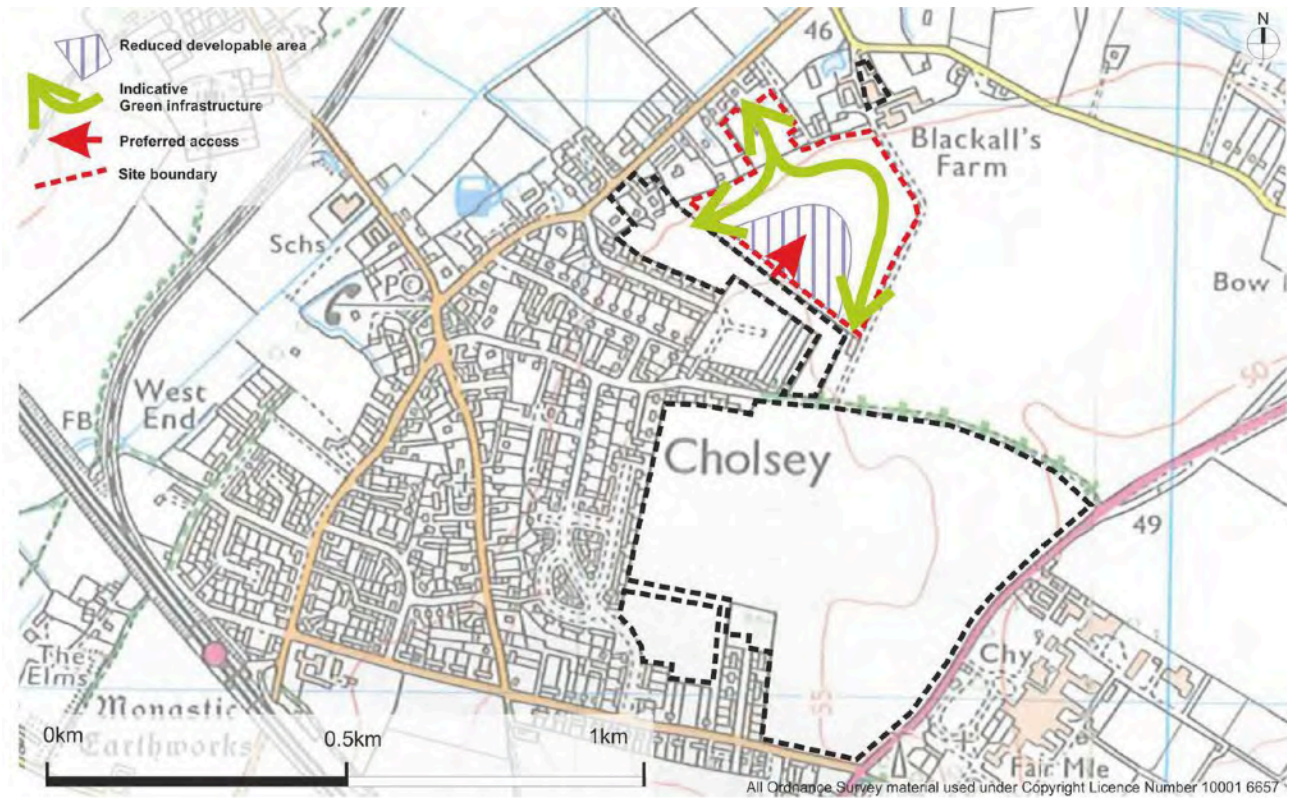 Reduced developable area
Indicative
Green infrastructure
Preferred access
Site boundary
N
46
Blackall's
Farm
Schs
PO
Bow
West
End
FB
50
Cholsey
49
The
Elms
55
Chy
Monastic
Earthworks
Fair Mile
0km
0.5km
1km
All Ordnance Survey material used under Copyright Licence Number 10001 6657